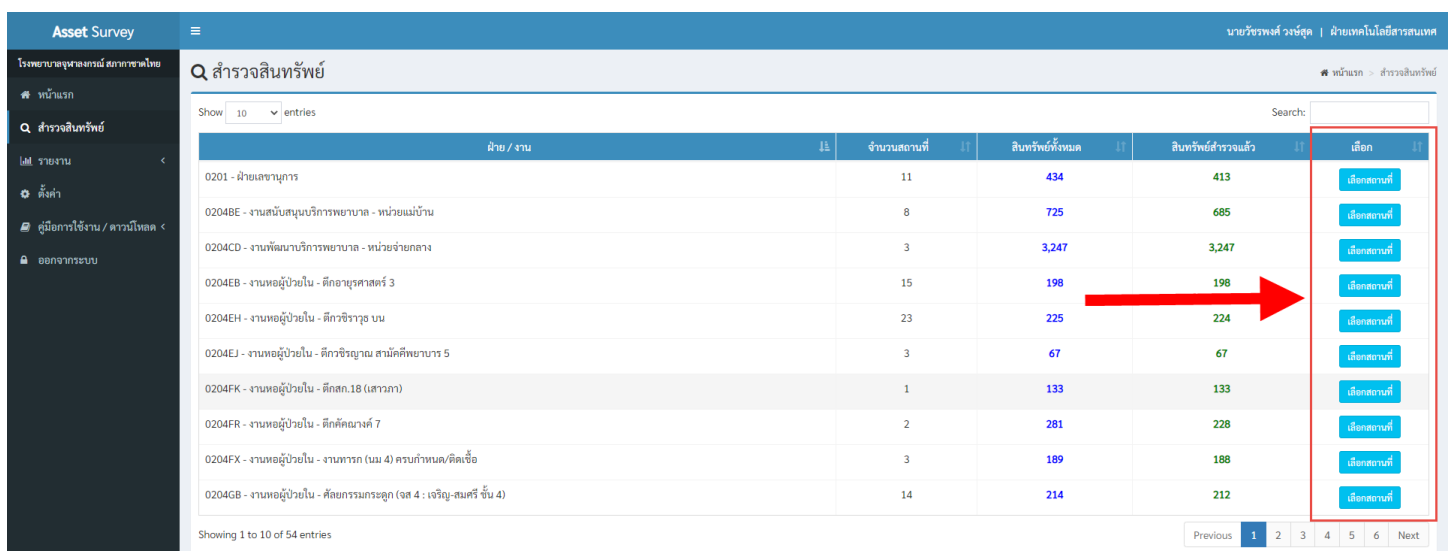 Asset Survey
นายวัชรพงศ์ วงษ์สุด | ฝ่ายเทคโนโลยีสารสนเทศ
โรงพยาบาลจุฬาลงกรณ์ สภากาชาดไทย
หน้าแรก
สำรวจสินทรัพย์
รายงาน
ตั้งค่า
คู่มือการใช้งาน / ดาวน์โหลด
ออกจากระบบ
สำรวจสินทรัพย์
หน้าแรก > สำรวจสินทรัพย์
Show 10 entries
Search:
ฝ่าย / งาน จำนวนสถานที่ สินทรัพย์ทั้งหมด สินทรัพย์สำรวจแล้ว เลือก
0201 - ฝ่ายเลขานุการ 11 434 413 เลือกสถานที่
0204BE - งานสนับสนุนบริการพยาบาล - หน่วยแม่บ้าน 8 725 685 เลือกสถานที่
0204CD - งานพัฒนาบริการพยาบาล - หน่วยจ่ายกลาง 3 3,247 3,247 เลือกสถานที่
0204EB - งานหอผู้ป่วยใน - ตึกอายุรศาสตร์ 3 15 198 198 เลือกสถานที่
0204EH - งานหอผู้ป่วยใน - ตึกวชิราวุธ บน 23 225 224 เลือกสถานที่
0204EJ - งานหอผู้ป่วยใน - ตึกวชิรญาณ สามัคคีพยาบาร 5 3 67 67 เลือกสถานที่
0204FK - งานหอผู้ป่วยใน - ตึกสก.18 (เสาวภา) 1 133 133 เลือกสถานที่
0204FR - งานหอผู้ป่วยใน - ตึกคัคณางค์ 7 2 281 228 เลือกสถานที่
0204FX - งานหอผู้ป่วยใน - งานทารก (นม 4) ครบกำหนด/ติดเชื้อ 3 189 188 เลือกสถานที่
0204GB - งานหอผู้ป่วยใน - ศัลยกรรมกระดูก (จส 4 : เจริญ-สมศรี ชั้น 4) 14 214 212 เลือกสถานที่
Showing 1 to 10 of 54 entries
Previous 1 2 3 4 5 6 Next